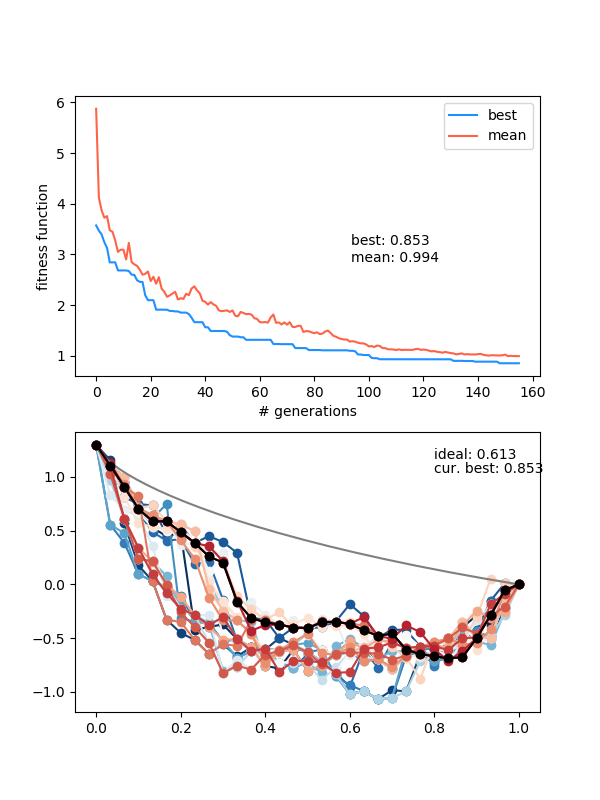 6
5
4
3
2
1
fitness function
best
mean
best: 0.853
mean: 0.994
0 20 40 60 80 100 120 140 160
# generations
ideal: 0.613
cur. best: 0.853
1.0
0.5
0.0
−0.5
−1.0
0.0 0.2 0.4 0.6 0.8 1.0